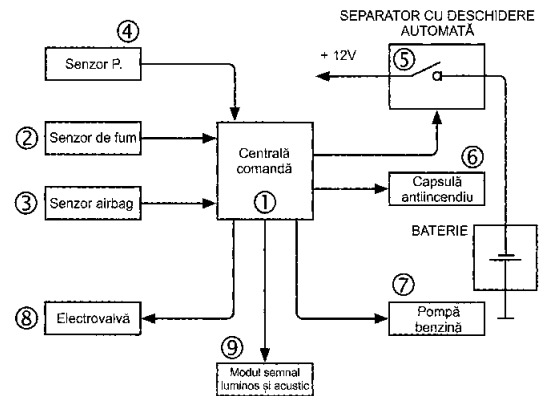 SEPARATOR CU DESCHIDERE
AUTOMATĂ
④
Senzor P.
+ 12V
⑤
②
Senzor de fum
Centrală
comandă
①
⑥
Capsulă
antiincendiu
③
Senzor airbag
BATERIE
⑦
Pompă
benzină
⑧
Electrovalvă
⑨
Modul semnal
luminos și acustic